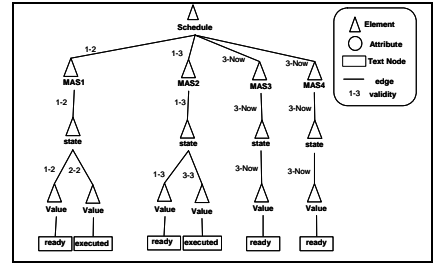 Schedule
Element
Attribute
Text Node
edge
1-3 validity
1-2 1-3 3-Now 3-Now
MAS1 MAS2 MAS3 MAS4
1-2 1-3 3-Now 3-Now
state state state state
1-2 2-2 1-3 3-3 3-Now 3-Now
Value Value Value Value Value Value
ready executed ready executed ready ready